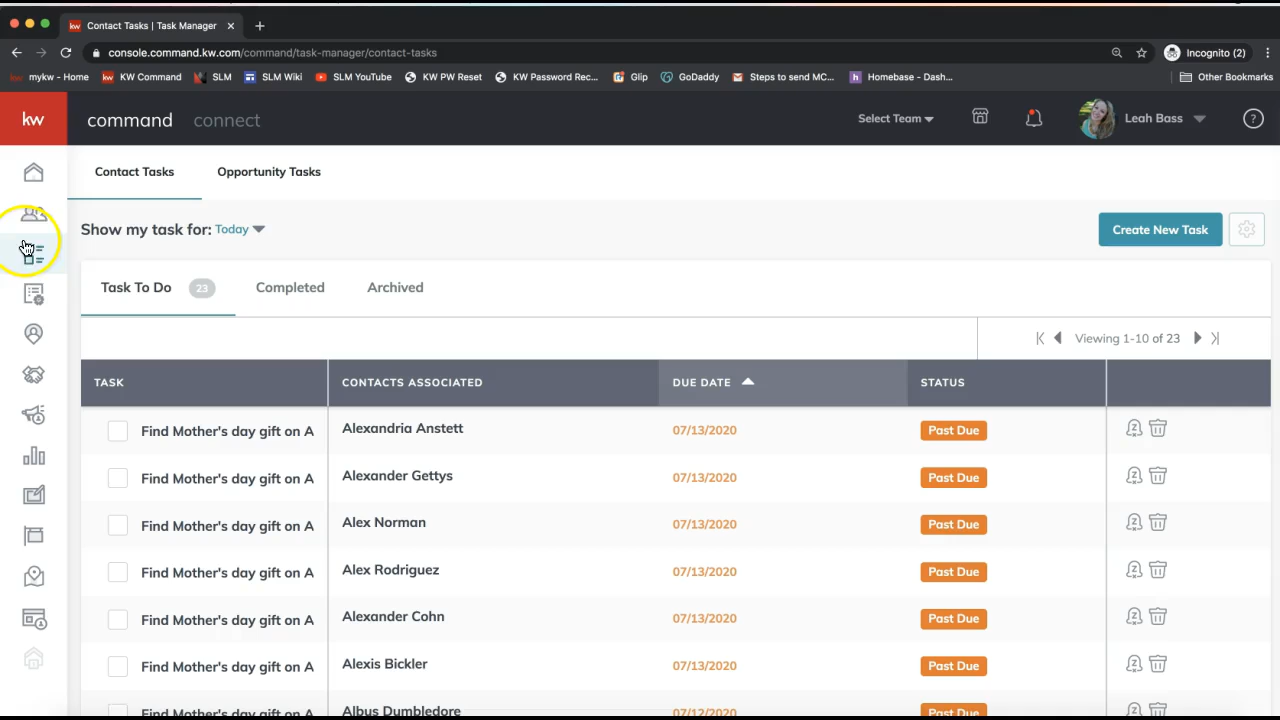 Contact Tasks | Task Manager
console.command.kw.com/command/task-manager/contact-tasks
Incognito (2)
mykw - Home KW Command SLM SLM Wiki SLM YouTube KW PW Reset KW Password Rec... Glip GoDaddy Steps to send MC... Homebase - Dash... Other Bookmarks
kw command connect Select Team Leah Bass ?
Contact Tasks Opportunity Tasks
Show my task for: Today Create New Task
Task To Do 23 Completed Archived
Viewing 1-10 of 23
TASK CONTACTS ASSOCIATED DUE DATE STATUS
Find Mother's day gift on A Alexandria Anstett 07/13/2020 Past Due
Find Mother's day gift on A Alexander Gettys 07/13/2020 Past Due
Find Mother's day gift on A Alex Norman 07/13/2020 Past Due
Find Mother's day gift on A Alex Rodriguez 07/13/2020 Past Due
Find Mother's day gift on A Alexander Cohn 07/13/2020 Past Due
Find Mother's day gift on A Alexis Bickler 07/13/2020 Past Due
Find Mother's day gift on A Albus Dumbledore 07/12/2020 Past Due